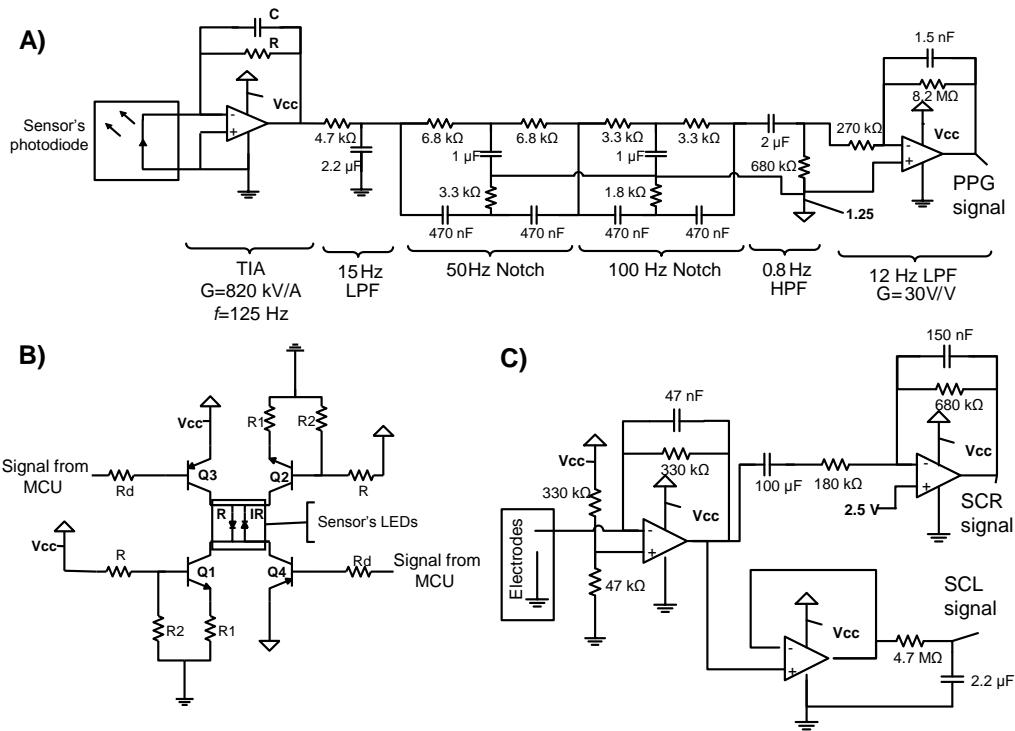 A)
C
R
Vcc
Sensor's
photodiode
4.7 kΩ
2.2 µF
6.8 kΩ
6.8 kΩ
1 µF
3.3 kΩ
470 nF
470 nF
3.3 kΩ
3.3 kΩ
1 µF
1.8 kΩ
470 nF
470 nF
2 µF
680 kΩ
1.25
270 kΩ
1.5 nF
8.2 MΩ
Vcc
PPG
signal
TIA
G=820 kV/A
f=125 Hz
15 Hz
LPF
50Hz Notch
100 Hz Notch
0.8 Hz
HPF
12 Hz LPF
G=30V/V
B)
R1
R2
Vcc
Q3
Q2
Signal from
MCU
Rd
R
R
IR
Sensor's LEDs
Vcc
R
Q1
Q4
Rd
Signal from
MCU
R2
R1
C)
47 nF
330 kΩ
Vcc
330 kΩ
Vcc
Electrodes
47 kΩ
100 µF
180 kΩ
150 nF
680 kΩ
Vcc
2.5 V
SCR
signal
Vcc
SCL
signal
4.7 MΩ
2.2 µF